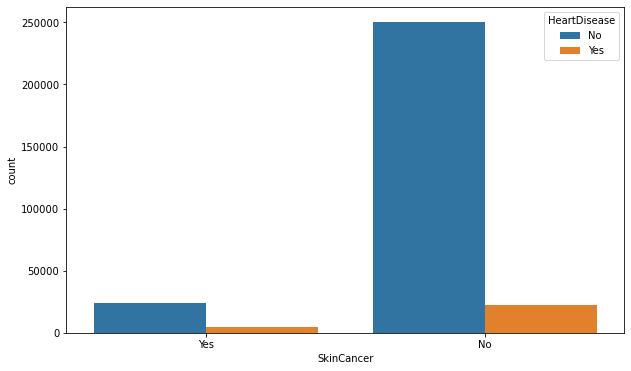 HeartDisease
No
Yes
250000
200000
150000
100000
50000
0
count
Yes
No
SkinCancer